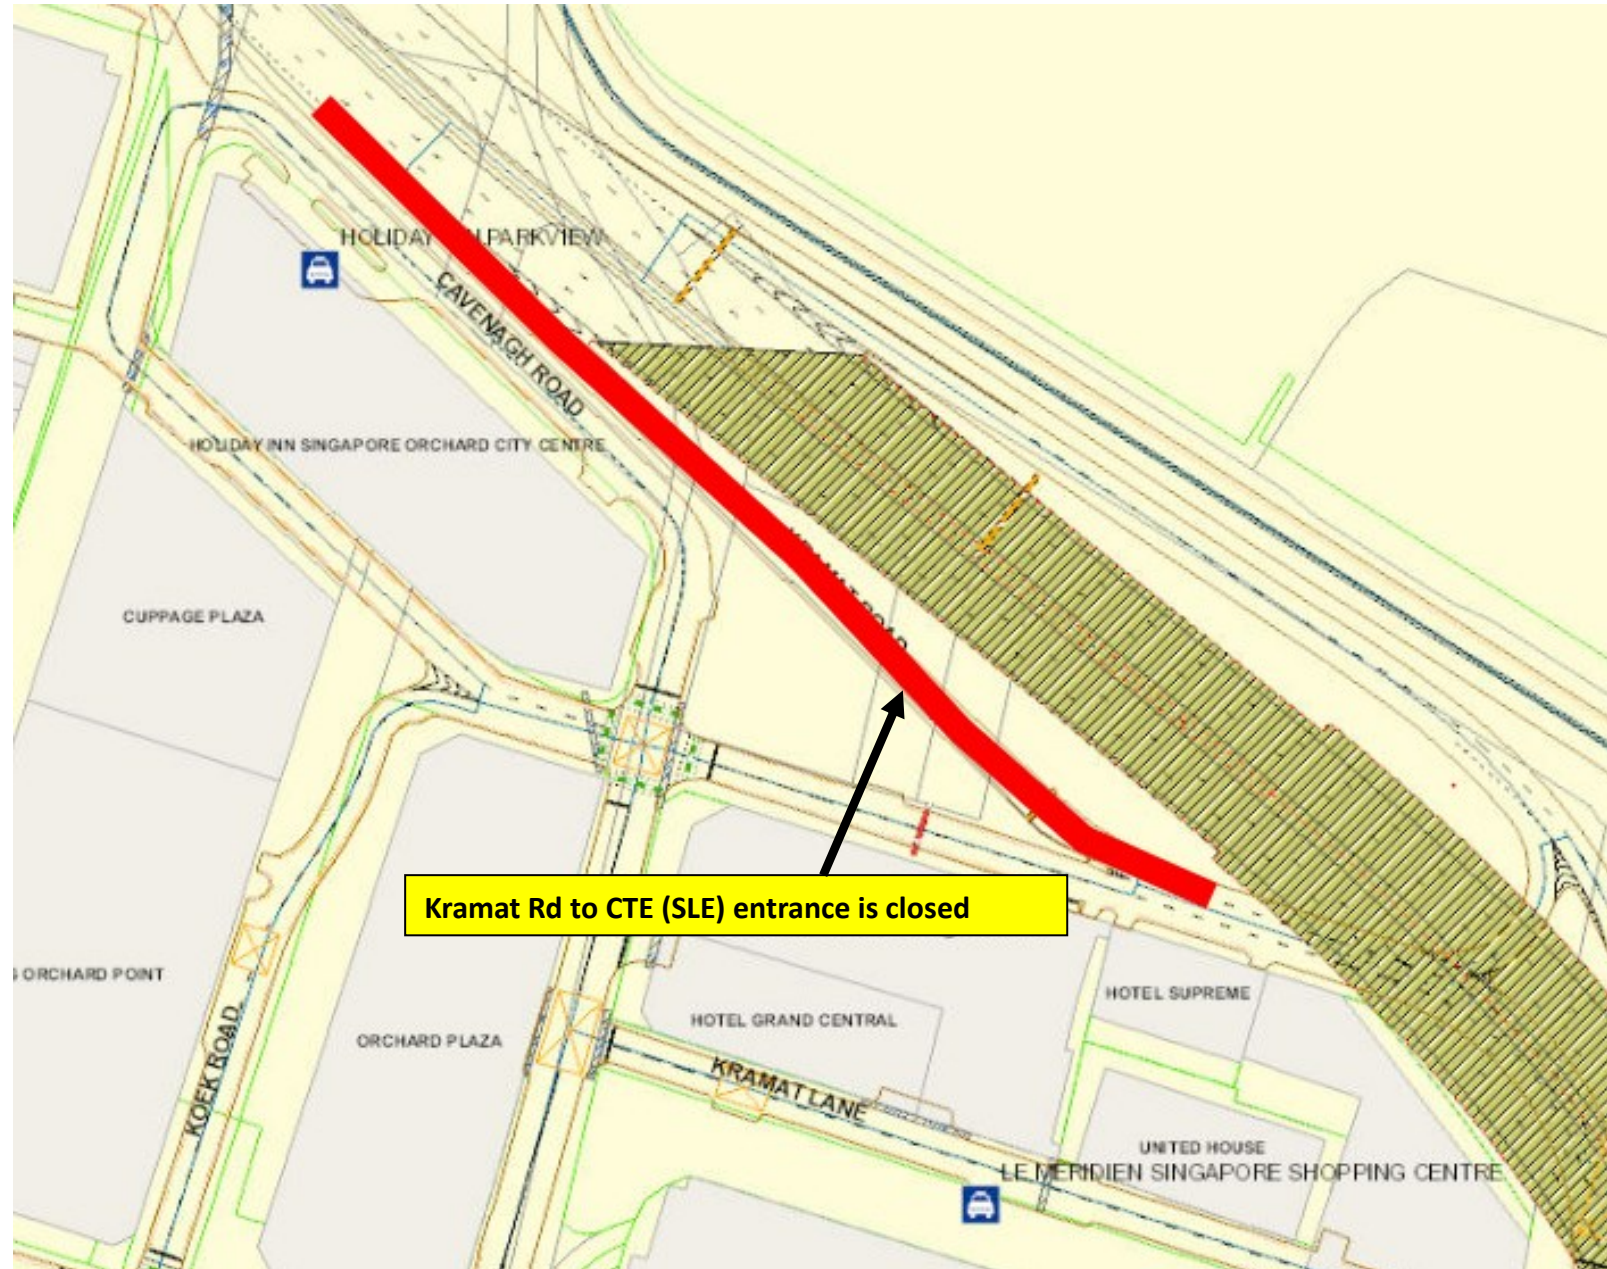 HOLIDAY PARKVIEW
CAVENAGH ROAD
HOLIDAY INN SINGAPORE ORCHARD CITY CENTRE
CUPPAGE PLAZA
ROAD
Kramat Rd to CTE (SLE) entrance is closed
ORCHARD POINT
HOTEL SUPREME
HOTEL GRAND CENTRAL
ORCHARD PLAZA
KOEK ROAD
KRAMAT LANE
UNITED HOUSE
LE MERIDIEN SINGAPORE SHOPPING CENTRE